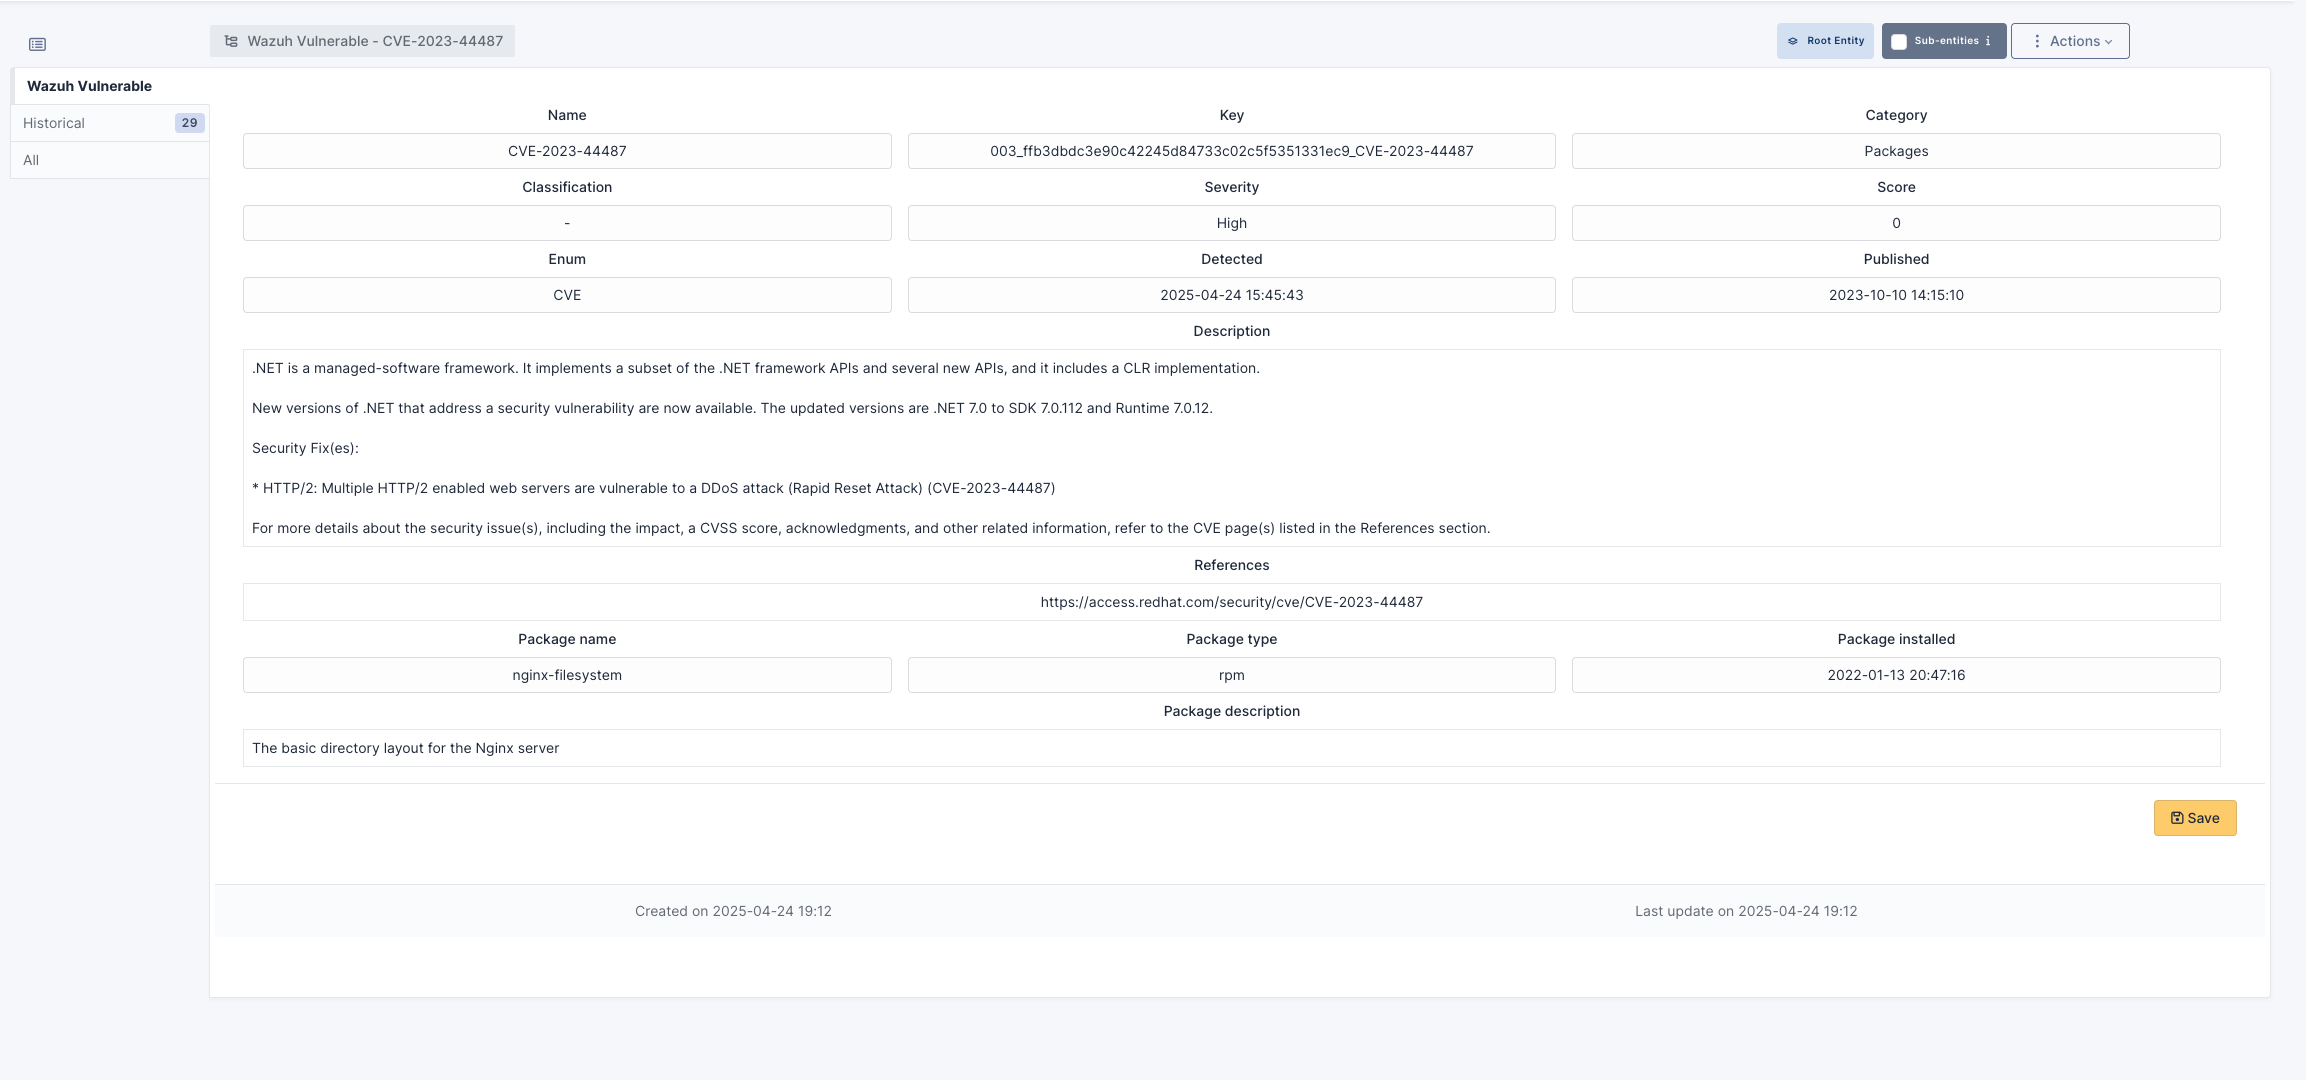 Wazuh Vulnerable - CVE-2023-44487
Root Entity
Sub-entities
Actions
Wazuh Vulnerable
Historical 29
All
Name Key Category
CVE-2023-44487 003_ffb3dbdc3e90c42245d84733c02c5f5351331ec9_CVE-2023-44487 Packages
Classification Severity Score
- High 0
Enum Detected Published
CVE 2025-04-24 15:45:43 2023-10-10 14:15:10
Description
.NET is a managed-software framework. It implements a subset of the .NET framework APIs and several new APIs, and it includes a CLR implementation.
New versions of .NET that address a security vulnerability are now available. The updated versions are .NET 7.0 to SDK 7.0.112 and Runtime 7.0.12.
Security Fix(es):
* HTTP/2: Multiple HTTP/2 enabled web servers are vulnerable to a DDoS attack (Rapid Reset Attack) (CVE-2023-44487)
For more details about the security issue(s), including the impact, a CVSS score, acknowledgments, and other related information, refer to the CVE page(s) listed in the References section.
References
https://access.redhat.com/security/cve/CVE-2023-44487
Package name Package type Package installed
nginx-filesystem rpm 2022-01-13 20:47:16
Package description
The basic directory layout for the Nginx server
Save
Created on 2025-04-24 19:12 Last update on 2025-04-24 19:12